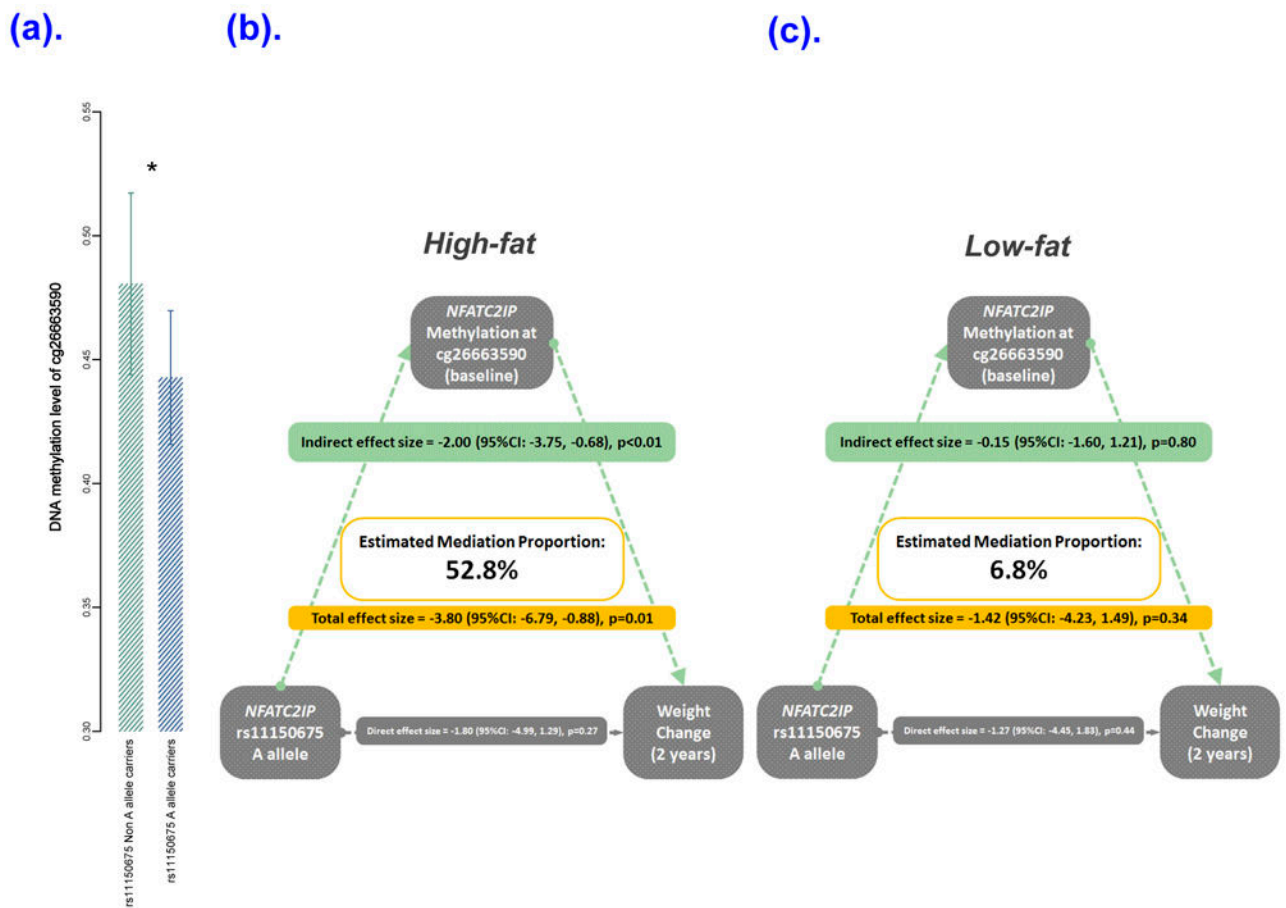 (a).
(b).
(c).
DNA methylation level of cg26663590
0.55
0.50
0.45
0.40
0.35
0.30
*
rs11150675 Non A allele carriers
rs11150675 A allele carriers
High-fat
NFATC2IP
Methylation at
cg26663590
(baseline)
Indirect effect size = -2.00 (95%CI: -3.75, -0.68), p<0.01
Estimated Mediation Proportion:
52.8%
Total effect size = -3.80 (95%CI: -6.79, -0.88), p=0.01
NFATC2IP
rs11150675
A allele
Direct effect size = -1.80 (95%CI: -4.99, 1.29), p=0.27
Weight
Change
(2 years)
Low-fat
NFATC2IP
Methylation at
cg26663590
(baseline)
Indirect effect size = -0.15 (95%CI: -1.60, 1.21), p=0.80
Estimated Mediation Proportion:
6.8%
Total effect size = -1.42 (95%CI: -4.23, 1.49), p=0.34
NFATC2IP
rs11150675
A allele
Direct effect size = -1.27 (95%CI: -4.45, 1.83), p=0.44
Weight
Change
(2 years)